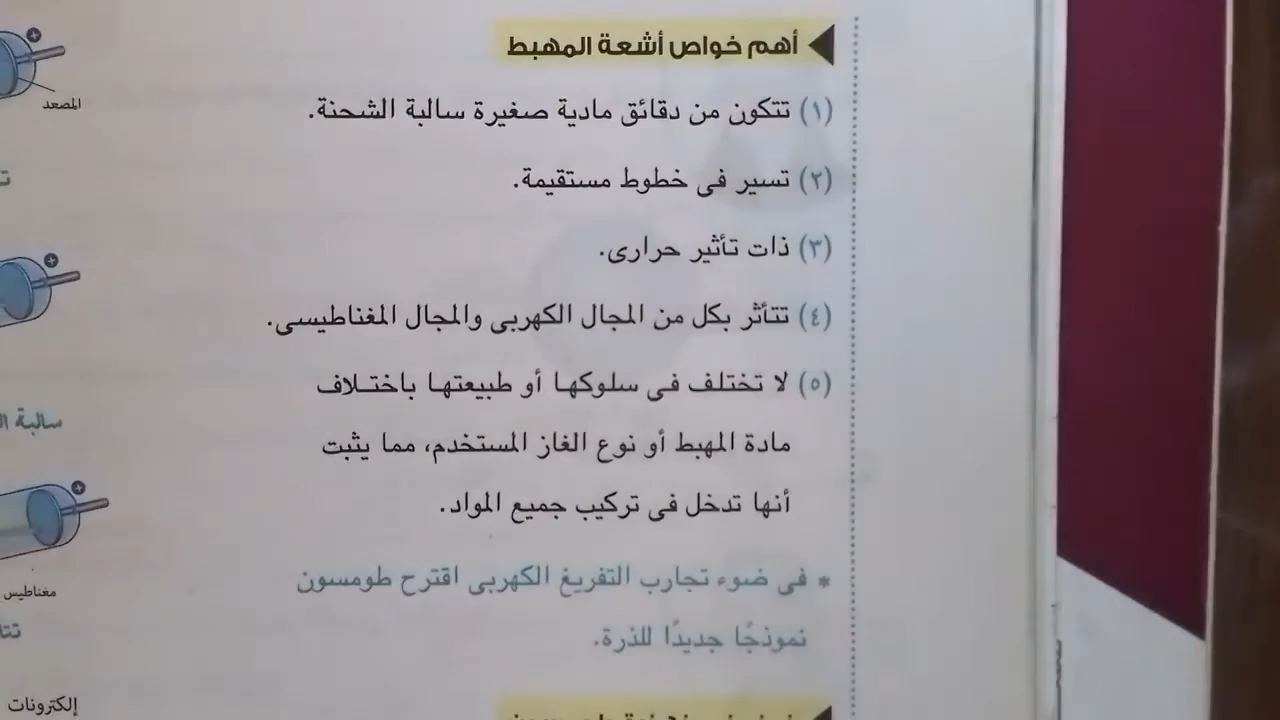 أهم خواص أشعة المهبط
(١) تتكون من دقائق مادية صغيرة سالبة الشحنة.
(٢) تسير فى خطوط مستقيمة.
(٣) ذات تأثير حرارى.
(٤) تتأثر بكل من المجال الكهربى والمجال المغناطيسى.
(٥) لا تختلف فى سلوكها أو طبيعتها باختلاف
مادة المهبط أو نوع الغاز المستخدم، مما يثبت
أنها تدخل فى تركيب جميع المواد.
* فى ضوء تجارب التفريغ الكهربى اقترح طومسون
نموذجًا جديدًا للذرة.
+
المصعد
+
سالبة
+
مغناطيس
إلكترونات